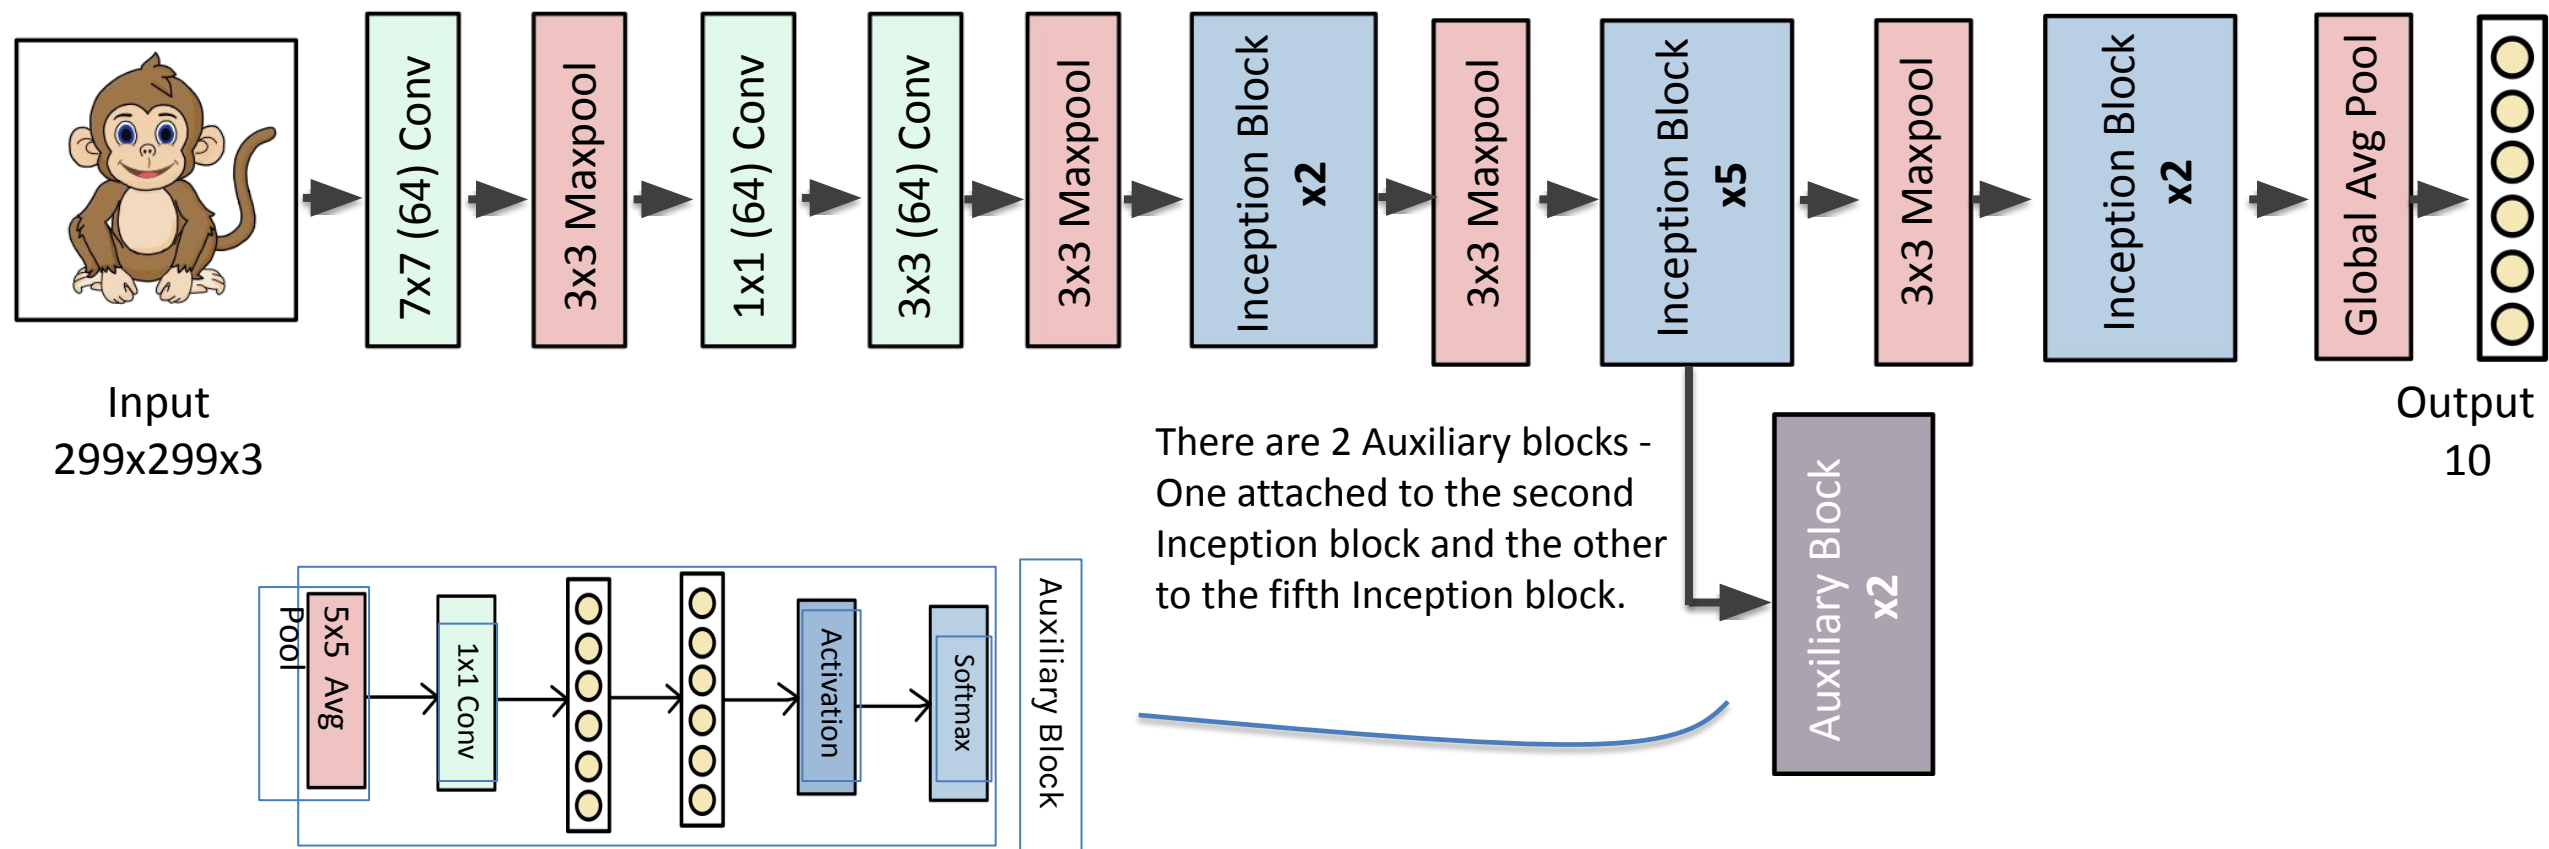 7x7 (64) Conv
3x3 Maxpool
1x1 (64) Conv
3x3 (64) Conv
3x3 Maxpool
Inception Block
x2
3x3 Maxpool
Inception Block
x5
3x3 Maxpool
Inception Block
x2
Global Avg Pool
Input
299x299x3
Output
10
There are 2 Auxiliary blocks -
One attached to the second
Inception block and the other
to the fifth Inception block.
Auxiliary Block
x2
5x5 Avg
Pool
1x1 Conv
Activation
Softmax
Auxiliary Block